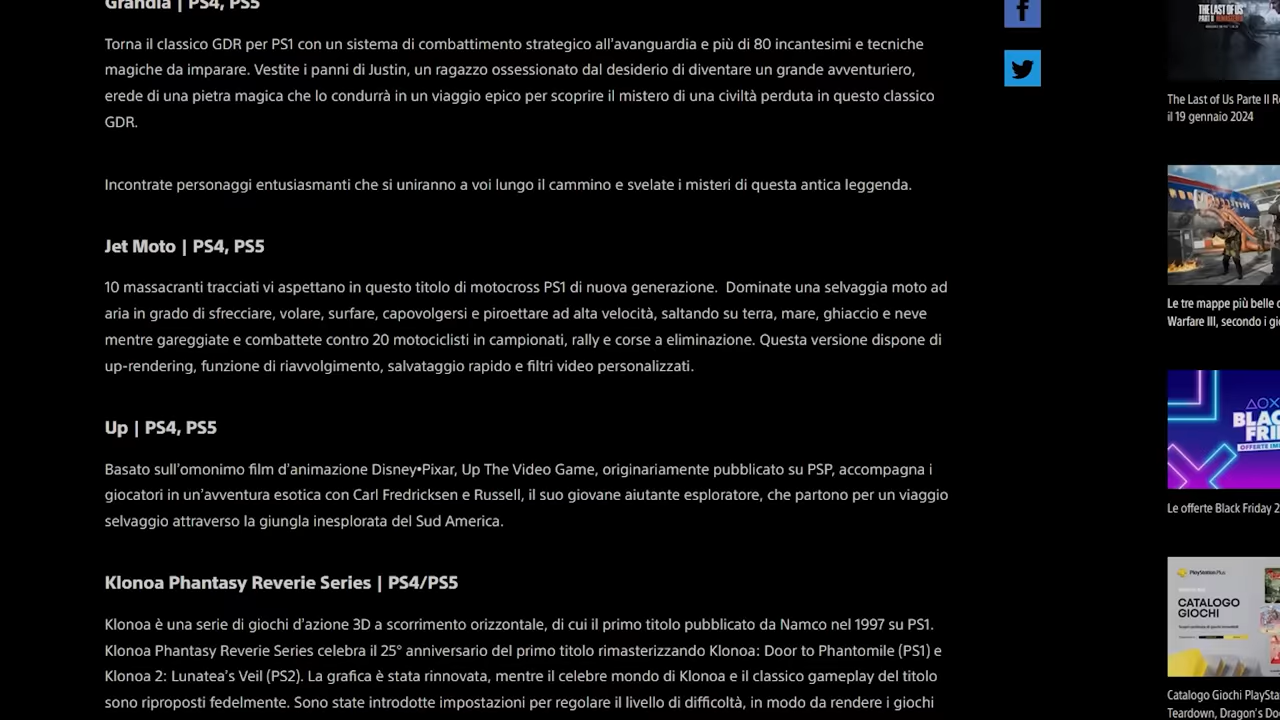 Grandia | PS4, PS5
Torna il classico GDR per PS1 con un sistema di combattimento strategico all'avanguardia e più di 80 incantesimi e tecniche
magiche da imparare. Vestite i panni di Justin, un ragazzo ossessionato dal desiderio di diventare un grande avventuriero,
erede di una pietra magica che lo condurrà in un viaggio epico per scoprire il mistero di una civiltà perduta in questo classico
GDR.
Incontrate personaggi entusiasmanti che si uniranno a voi lungo il cammino e svelate i misteri di questa antica leggenda.
Jet Moto | PS4, PS5
10 massacranti tracciati vi aspettano in questo titolo di motocross PS1 di nuova generazione. Dominate una selvaggia moto ad
aria in grado di sfrecciare, volare, surfare, capovolgersi e piroettare ad alta velocità, saltando su terra, mare, ghiaccio e neve
mentre gareggiate e combattete contro 20 motociclisti in campionati, rally e corse a eliminazione. Questa versione dispone di
up-rendering, funzione di riavvolgimento, salvataggio rapido e filtri video personalizzati.
Up | PS4, PS5
Basato sull'omonimo film d'animazione Disney•Pixar, Up The Video Game, originariamente pubblicato su PSP, accompagna i
giocatori in un'avventura esotica con Carl Fredricksen e Russell, il suo giovane aiutante esploratore, che partono per un viaggio
selvaggio attraverso la giungla inesplorata del Sud America.
Klonoa Phantasy Reverie Series | PS4/PS5
Klonoa è una serie di giochi d'azione 3D a scorrimento orizzontale, di cui il primo titolo pubblicato da Namco nel 1997 su PS1.
Klonoa Phantasy Reverie Series celebra il 25° anniversario del primo titolo rimasterizzando Klonoa: Door to Phantomile (PS1) e
Klonoa 2: Lunatea's Veil (PS2). La grafica è stata rinnovata, mentre il celebre mondo di Klonoa e il classico gameplay del titolo
sono riproposti fedelmente. Sono state introdotte impostazioni per regolare il livello di difficoltà, in modo da rendere i giochi
THE LAST OF US
PART II REMASTERED
The Last of Us Parte II R
il 19 gennaio 2024
Le tre mappe più belle
Warfare III, secondo i gi
BLAC
FRI
OFFERTE
Le offerte Black Friday 2
PlayStation Plus
CATALOGO
GIOCHI
Catalogo Giochi PlaySta
Teardown, Dragon's Do